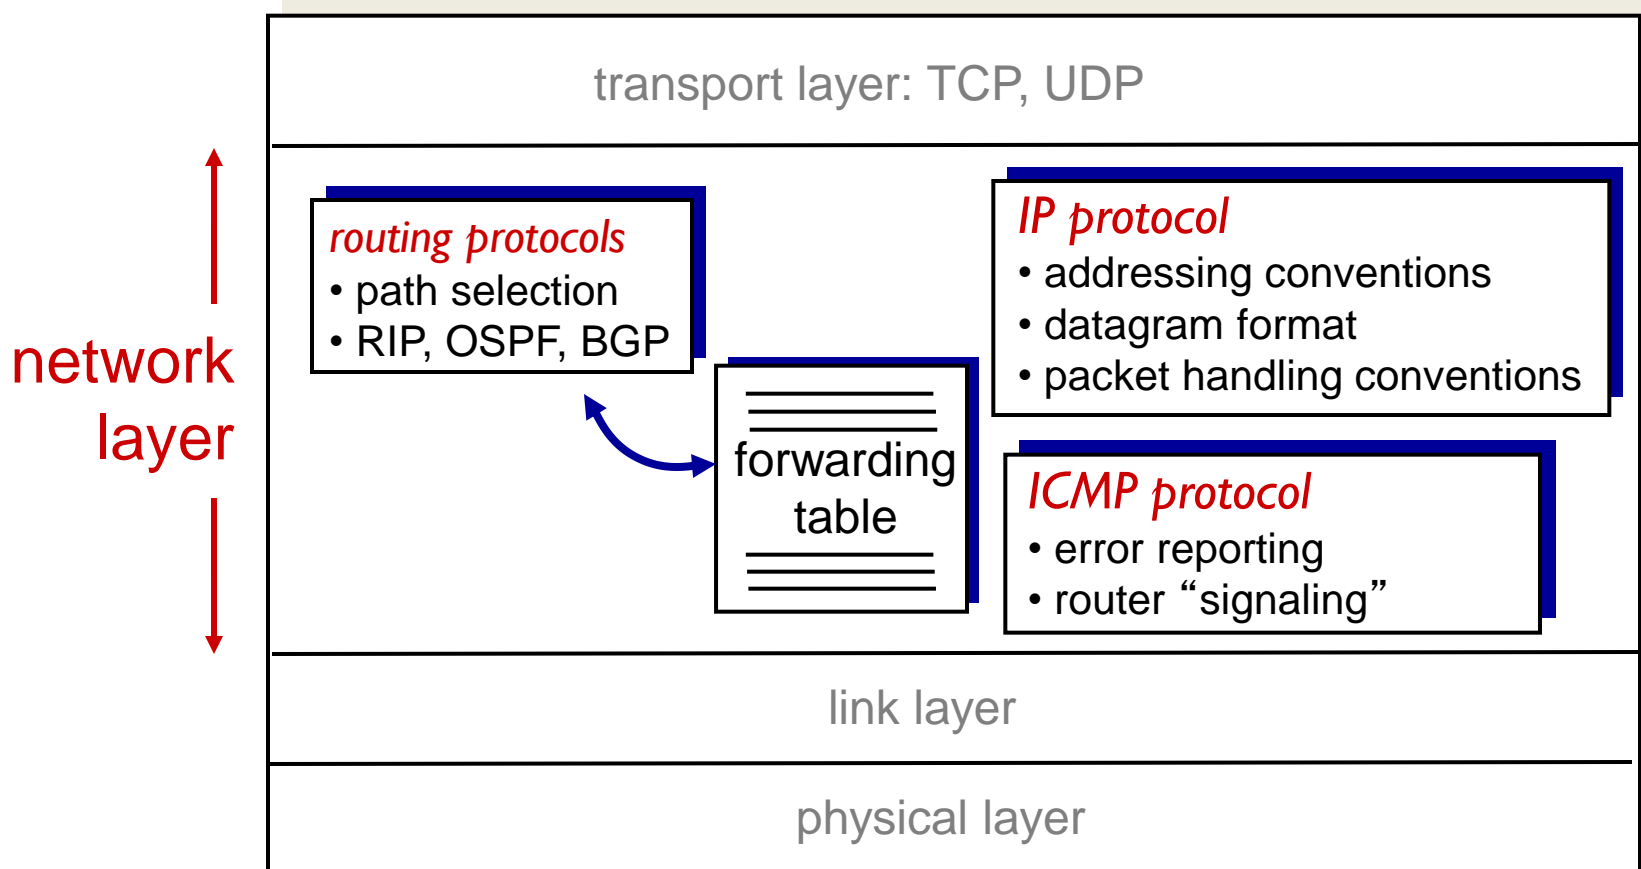 transport layer: TCP, UDP
network
layer
routing protocols
• path selection
• RIP, OSPF, BGP
forwarding
table
IP protocol
• addressing conventions
• datagram format
• packet handling conventions
ICMP protocol
• error reporting
• router “signaling”
link layer
physical layer